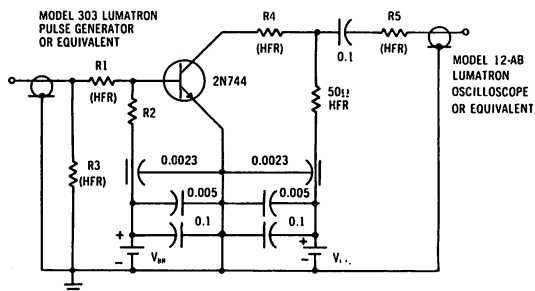 MODEL 303 LUMATRON
PULSE GENERATOR
OR EQUIVALENT
R1
(HFR)
R2
R3
(HFR)
2N744
R4
(HFR)
0.1
R5
(HFR)
50Ω
HFR
MODEL 12-AB
LUMATRON
OSCILLOSCOPE
OR EQUIVALENT
0.0023
0.0023
0.005
0.005
0.1
0.1
+
−
+
−